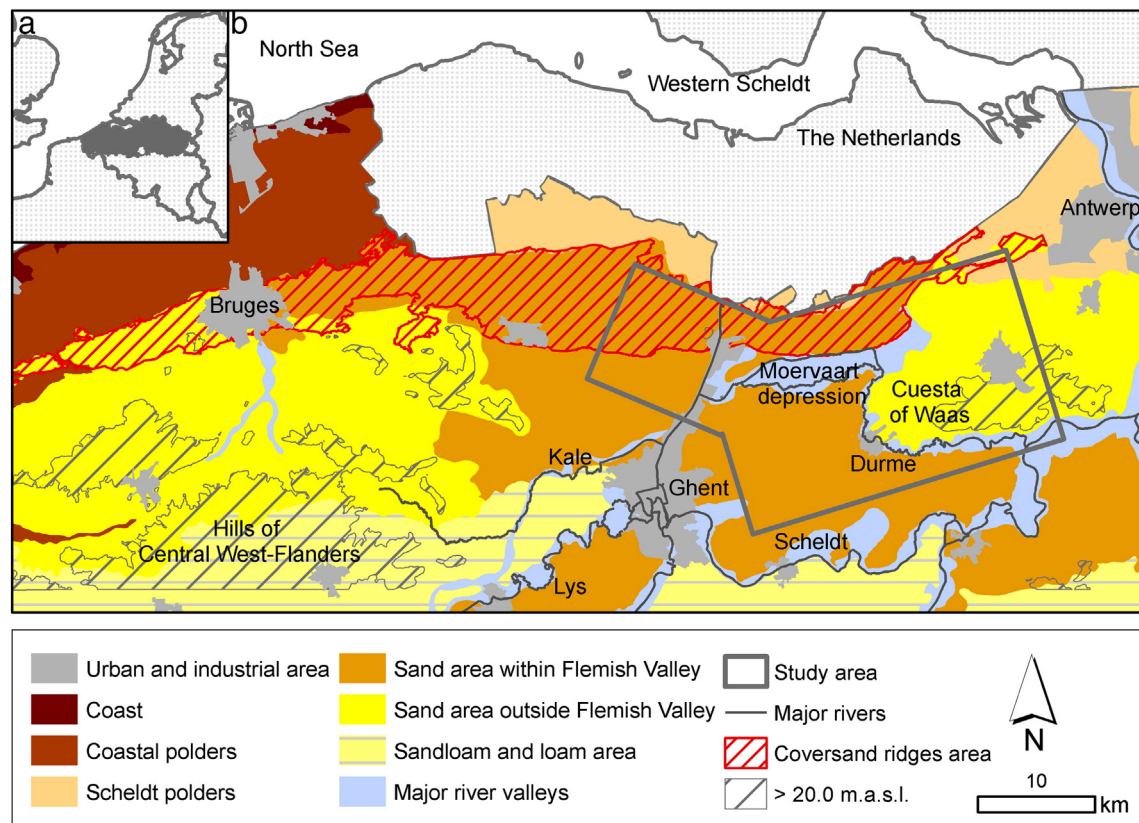 a
b
North Sea
Western Scheldt
The Netherlands
Antwerp
Bruges
Moervaart
depression
Cuesta
of Waas
Kale
Durme
Ghent
Hills of
Central West-Flanders
Scheldt
Lys
Urban and industrial area
Coast
Coastal polders
Scheldt polders
Sand area within Flemish Valley
Sand area outside Flemish Valley
Sandloam and loam area
Major river valleys
Study area
Major rivers
Coversand ridges area
> 20.0 m.a.s.l.
N
10
km